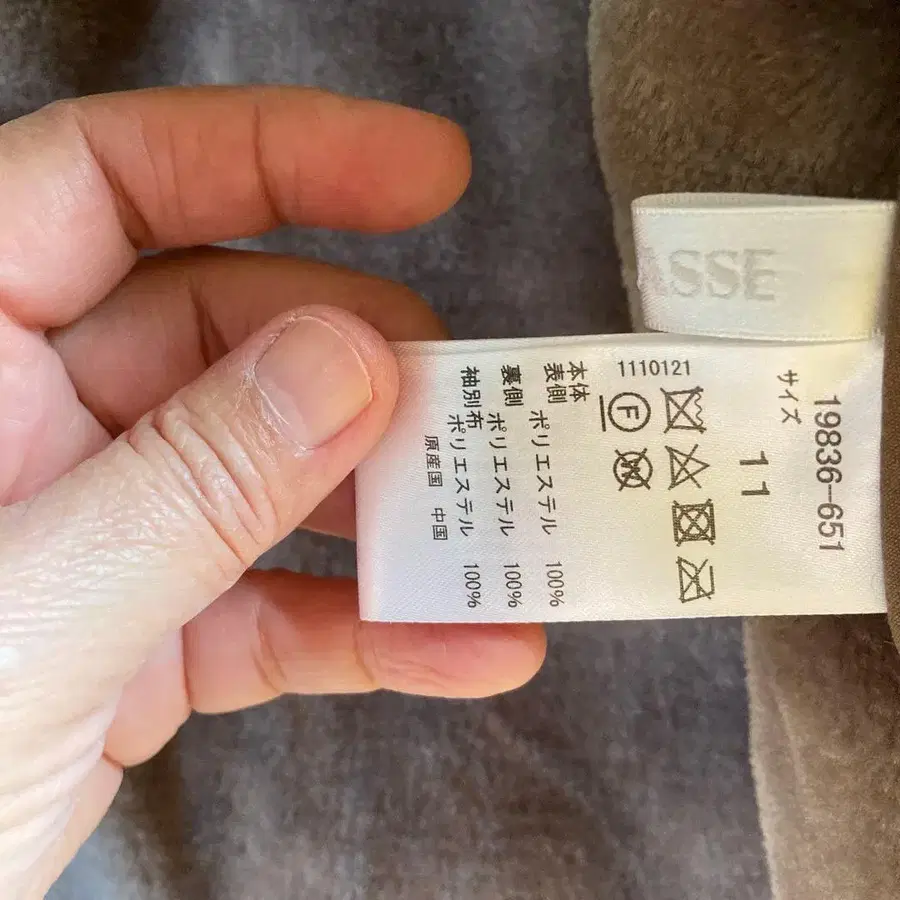 ASSE
19836-651
サイズ
11
1110121
F
W
本体
表側 ポリエステル 100%
裏側 ポリエステル 100%
袖別布 ポリエステル 100%
原産国 中国